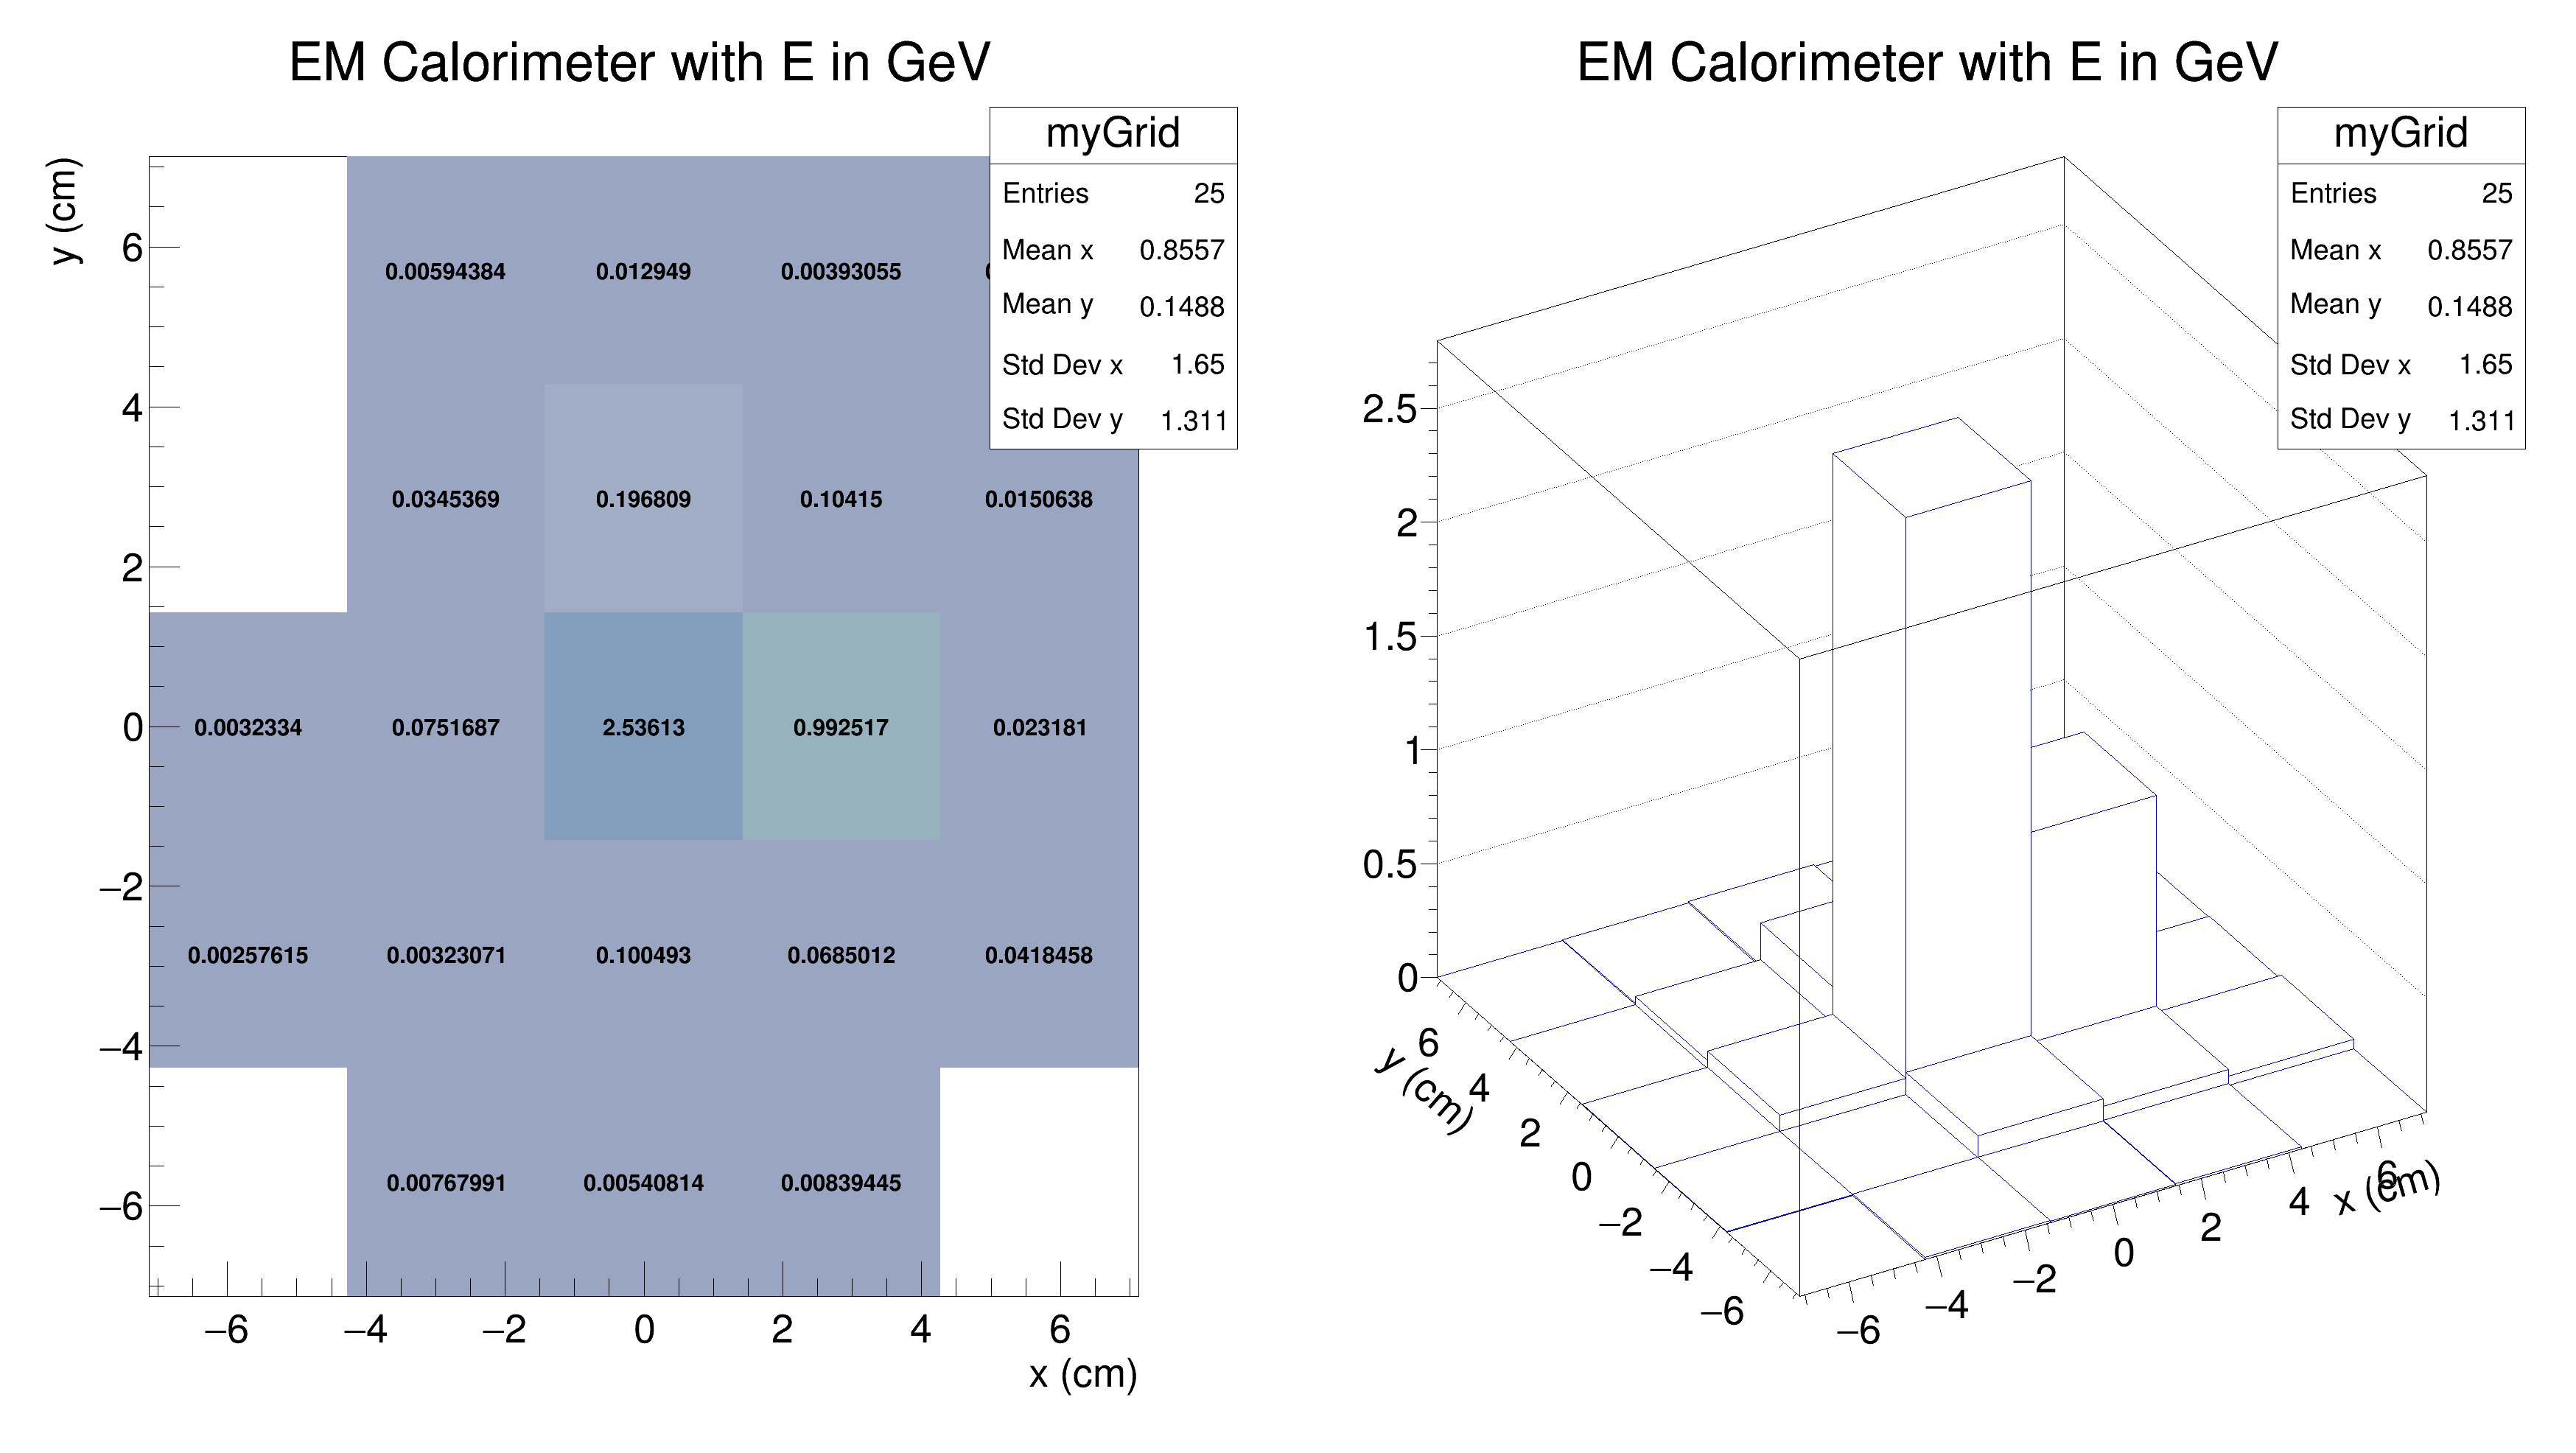 EM Calorimeter with E in GeV
myGrid
Entries 25
Mean x 0.8557
Mean y 0.1488
Std Dev x 1.65
Std Dev y 1.311
y (cm)
6
4
2
0
−2
−4
−6
0.00594384 0.012949 0.00393055
0.0345369 0.196809 0.10415 0.0150638
0.0032334 0.0751687 2.53613 0.992517 0.023181
0.00257615 0.00323071 0.100493 0.0685012 0.0418458
0.00767991 0.00540814 0.00839445
−6 −4 −2 0 2 4 6
x (cm)
EM Calorimeter with E in GeV
myGrid
Entries 25
Mean x 0.8557
Mean y 0.1488
Std Dev x 1.65
Std Dev y 1.311
2.5
2
1.5
1
0.5
0
6
4
2
0
−2
−4
−6
y (cm)
−6
−4
−2
0
2
4
6
x (cm)